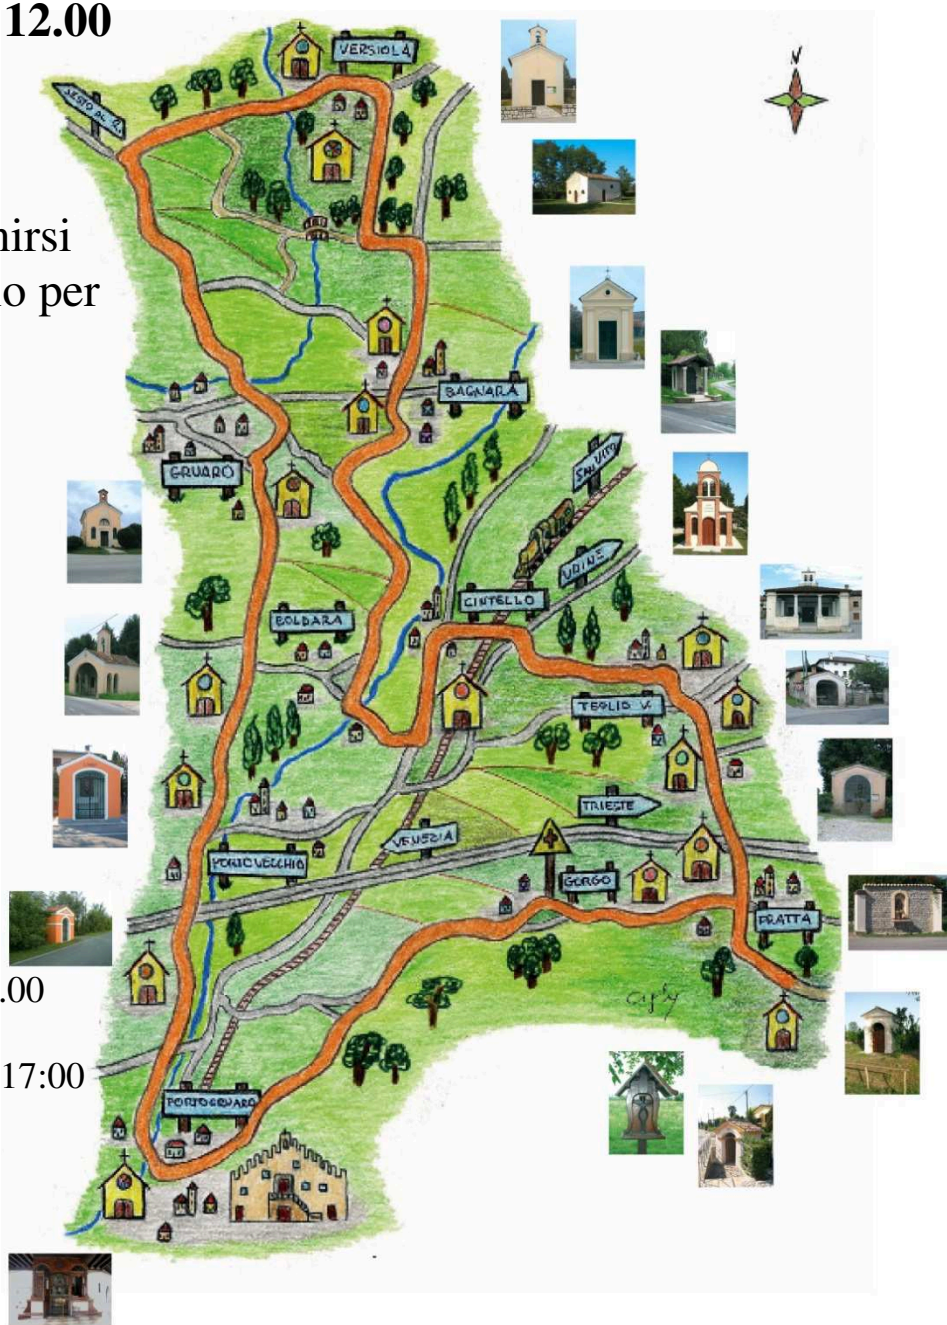 12.00
N
VERSIOLA
SESTO AL R.
nirsi
o per
BAGNARA
GRUARO
SAN VITO
UDINE
CINTELLO
BOLDARA
TEGLIO V.
TRIESTE
VENEZIA
PORTOVECCHIO
GORGO
PRATTA
.00
17:00
PORTOGRUARO